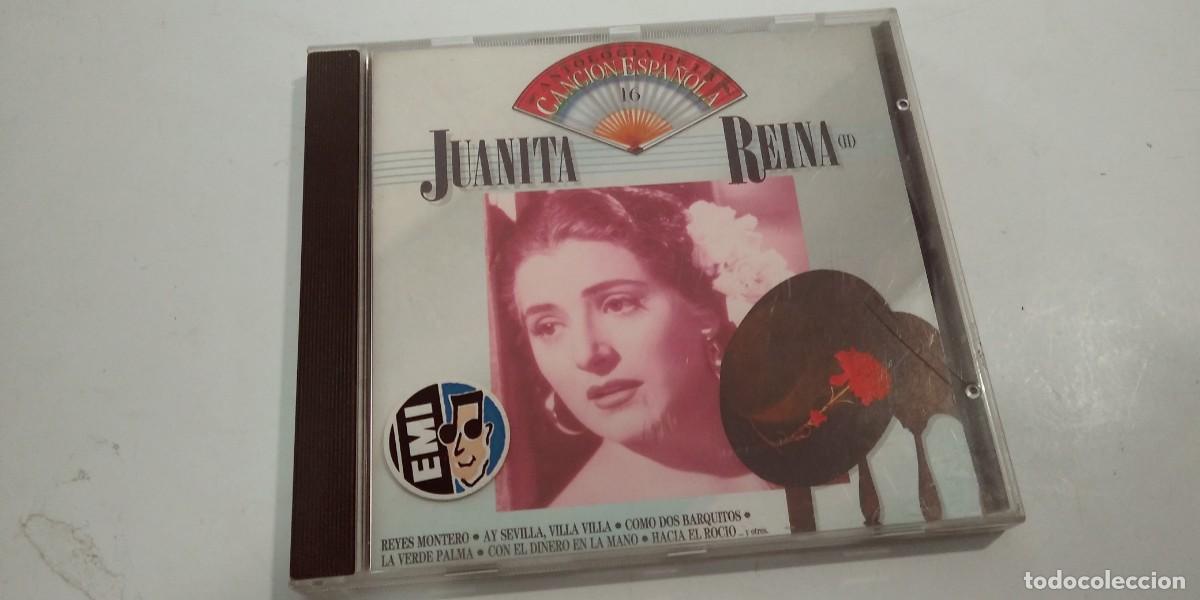 ANTOLOGIA DE LA
CANCION ESPAÑOLA
16
JUANITA REINA (II)
EMI
REYES MONTERO • AY SEVILLA, VILLA VILLA • COMO DOS BARQUITOS •
LA VERDE PALMA • CON EL DINERO EN LA MANO • HACIA EL ROCIO ... y otros.
todocoleccion